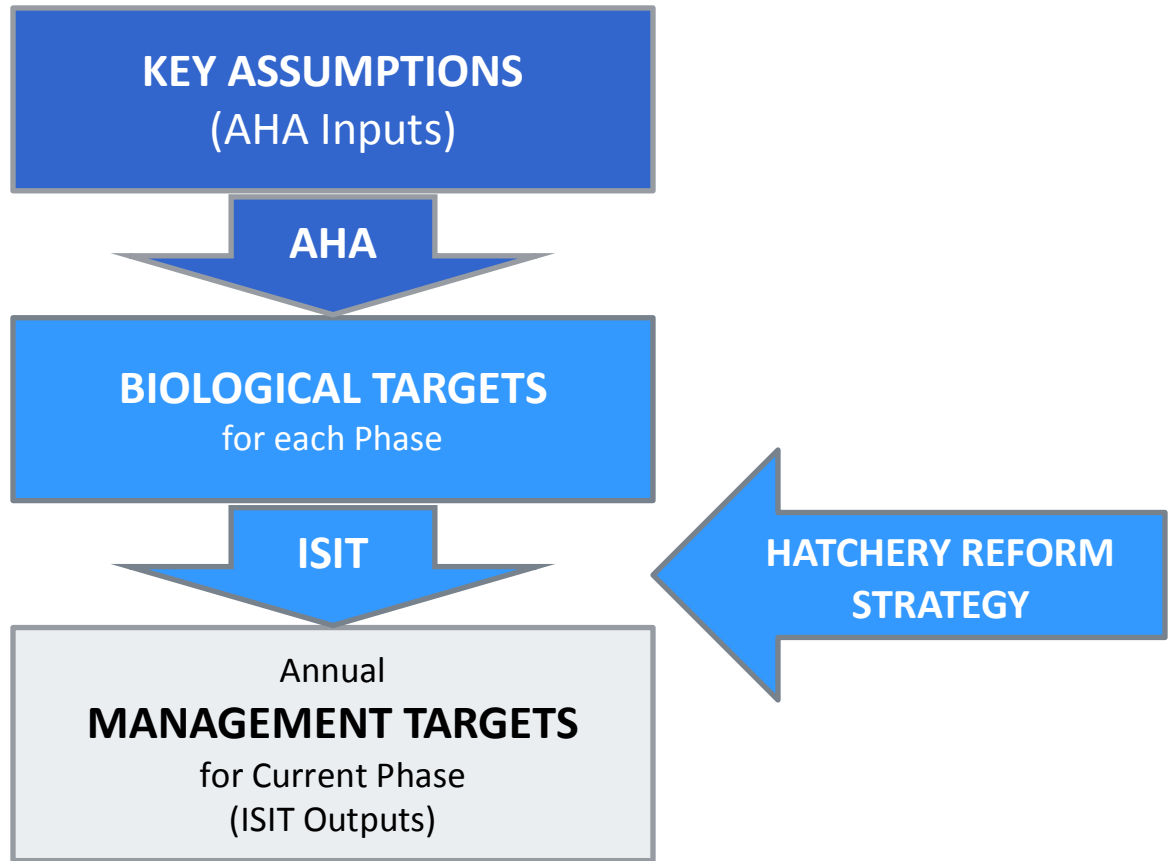 KEY ASSUMPTIONS
(AHA Inputs)
AHA
BIOLOGICAL TARGETS
for each Phase
ISIT
HATCHERY REFORM
STRATEGY
Annual
MANAGEMENT TARGETS
for Current Phase
(ISIT Outputs)